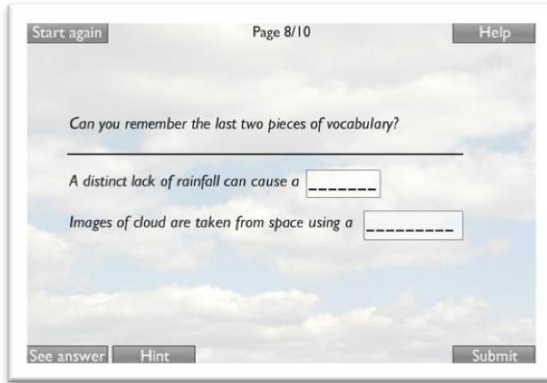 Start again Page 8/10 Help
Can you remember the last two pieces of vocabulary?
A distinct lack of rainfall can cause a _______
Images of cloud are taken from space using a _________
See answer Hint Submit